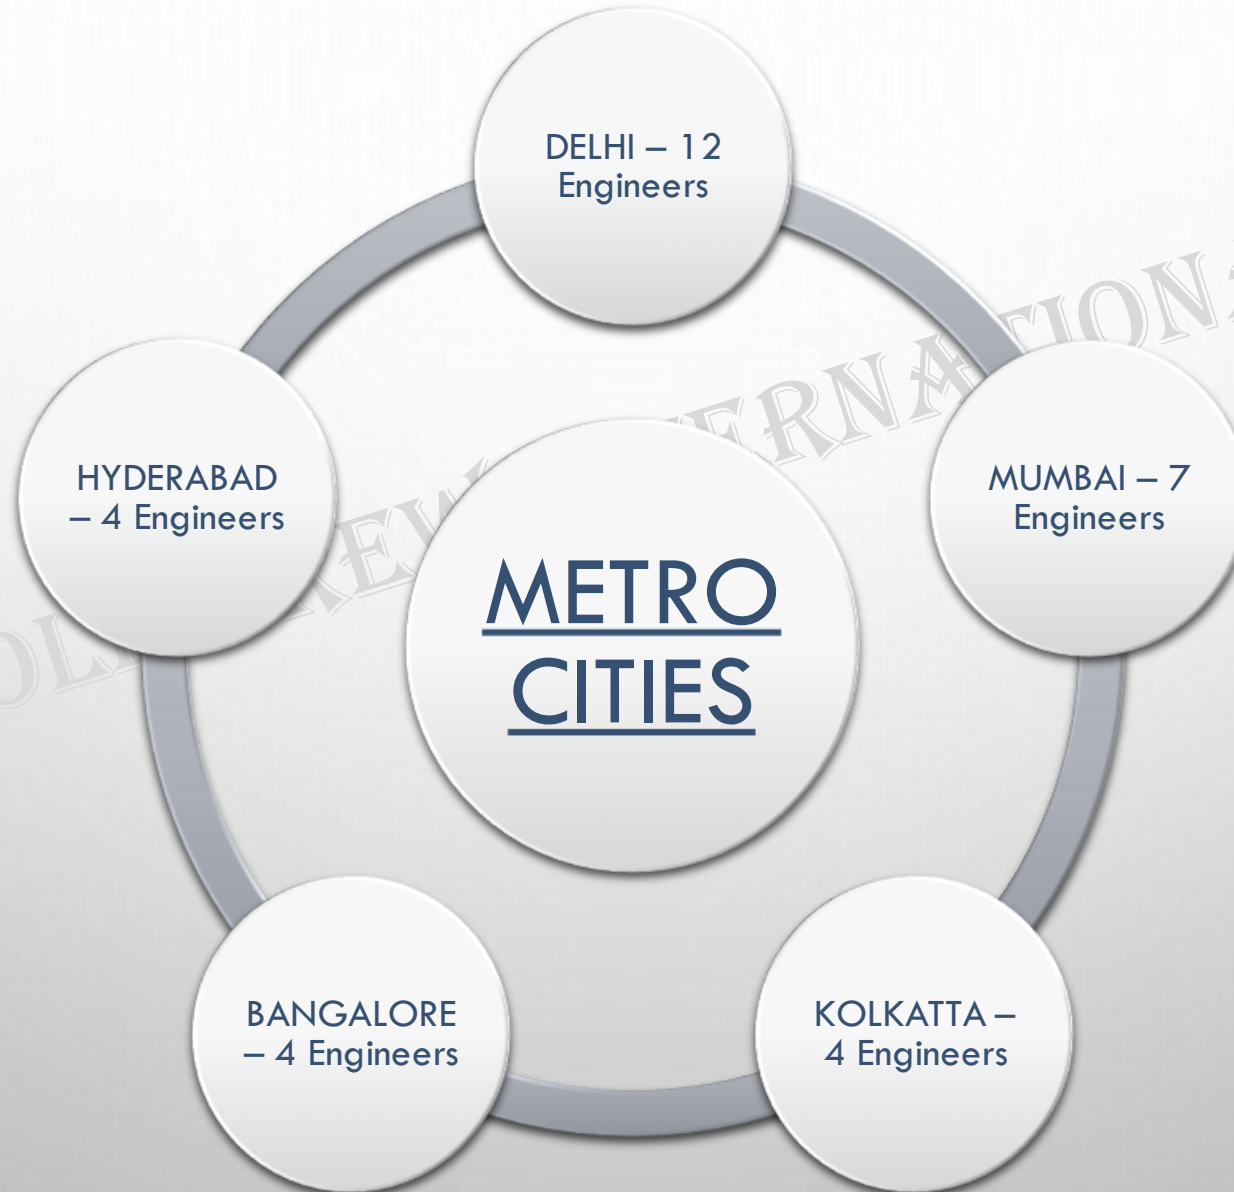 DELHI – 12
Engineers
HYDERABAD
– 4 Engineers
MUMBAI – 7
Engineers
METRO
CITIES
BANGALORE
– 4 Engineers
KOLKATTA –
4 Engineers